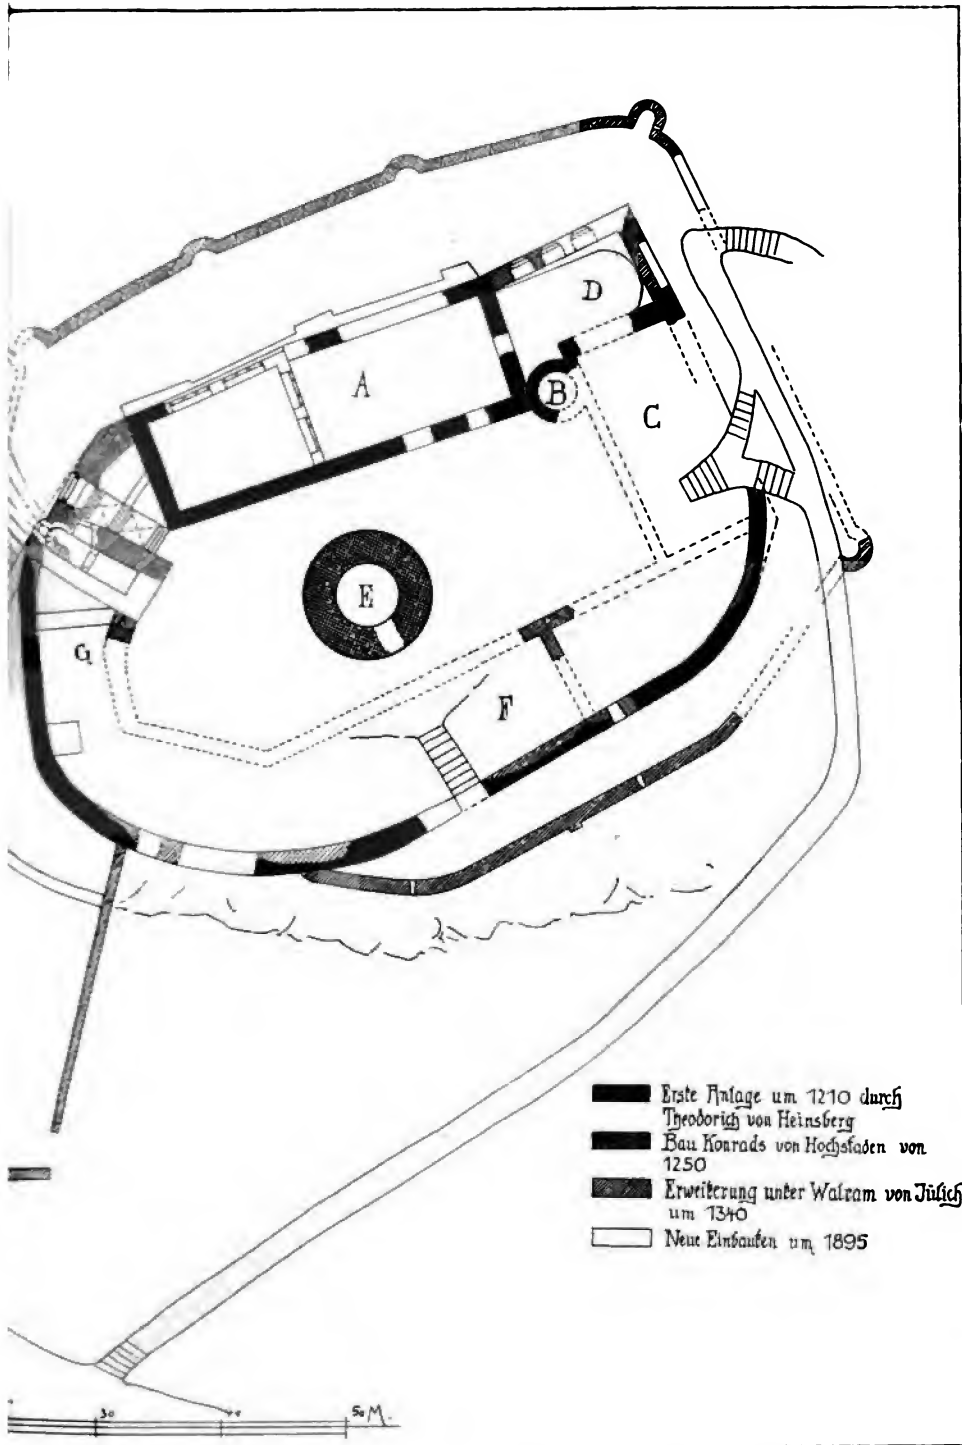 D
A
B
C
E
G
F
Erste Anlage um 1210 durch
Theodorich von Heinsberg
Bau Konrads von Hochstaden von
1250
Erweiterung unter Walram von Jülich
um 1340
Neue Einbauten um 1895
30 40 50 M.